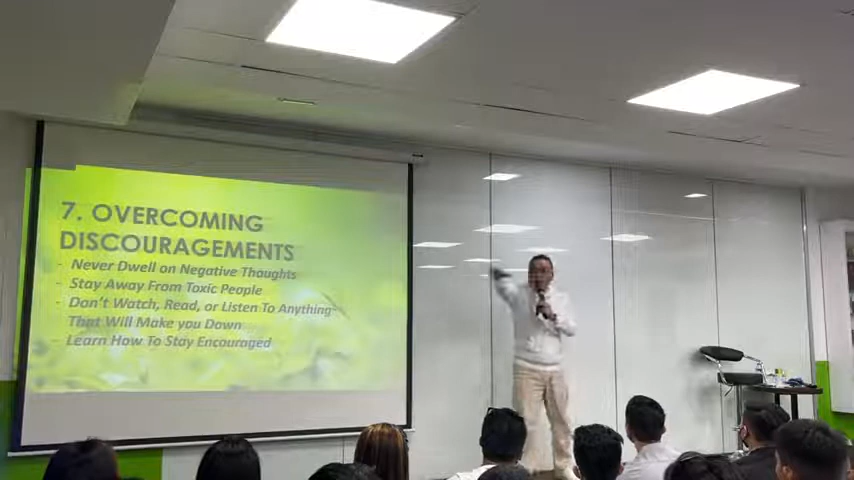 7. OVERCOMING
DISCOURAGEMENTS
- Never Dwell on Negative Thoughts
- Stay Away From Toxic People
- Don't Watch, Read, or Listen To Anything
That Will Make you Down
- Learn How To Stay Encouraged